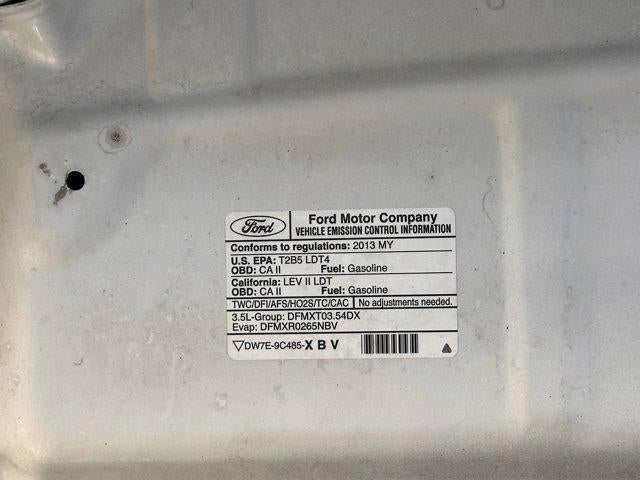 Ford
Ford Motor Company
VEHICLE EMISSION CONTROL INFORMATION
Conforms to regulations: 2013 MY
U.S. EPA: T2B5 LDT4
OBD: CA II Fuel: Gasoline
California: LEV II LDT
OBD: CA II Fuel: Gasoline
TWC/DFI/AFS/HO2S/TC/CAC No adjustments needed.
3.5L-Group: DFMXT03.54DX
Evap: DFMXR0265NBV
DW7E-9C485-X B V